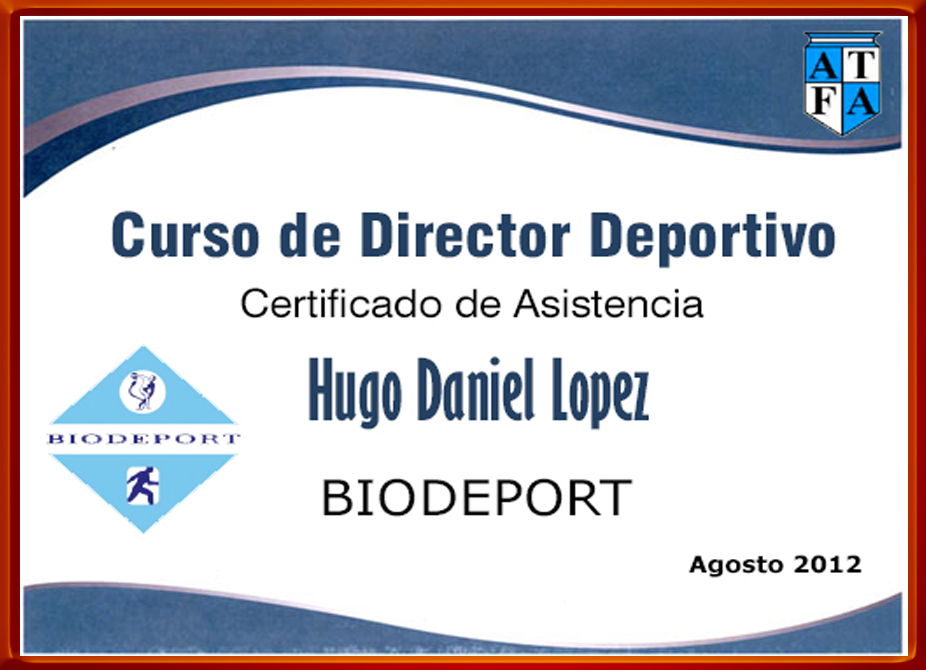 A T
F A
Curso de Director Deportivo
Certificado de Asistencia
Hugo Daniel Lopez
BIODEPORT
BIODEPORT
Agosto 2012